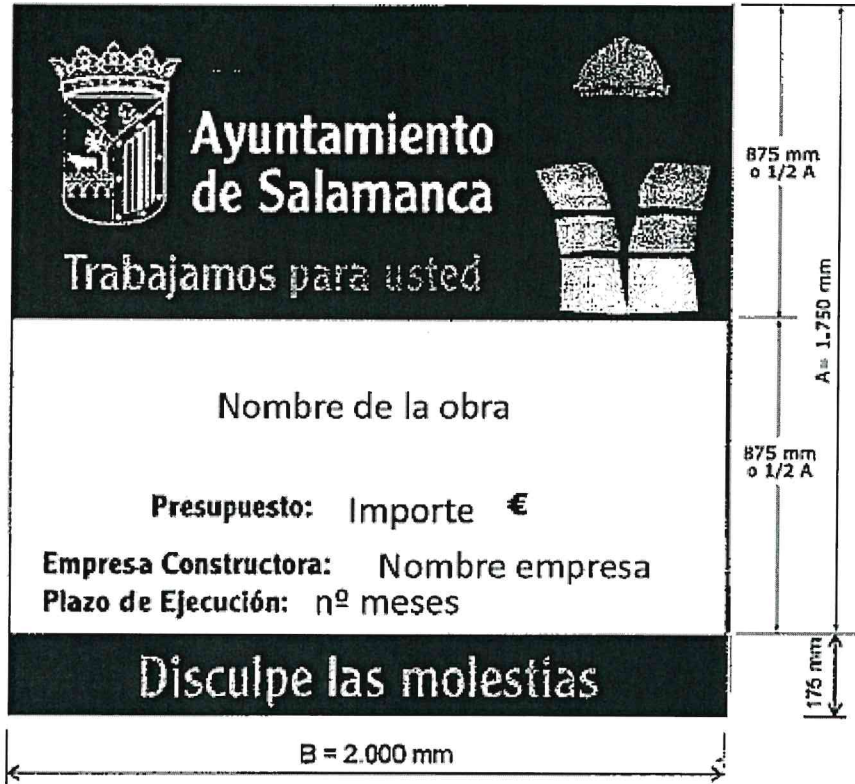 Ayuntamiento
de Salamanca
Trabajamos para usted
Nombre de la obra
Presupuesto: Importe €
Empresa Constructora: Nombre empresa
Plazo de Ejecución: nº meses
Disculpe las molestias
875 mm
o 1/2 A
A = 1.750 mm
875 mm
o 1/2 A
175 mm
B = 2.000 mm